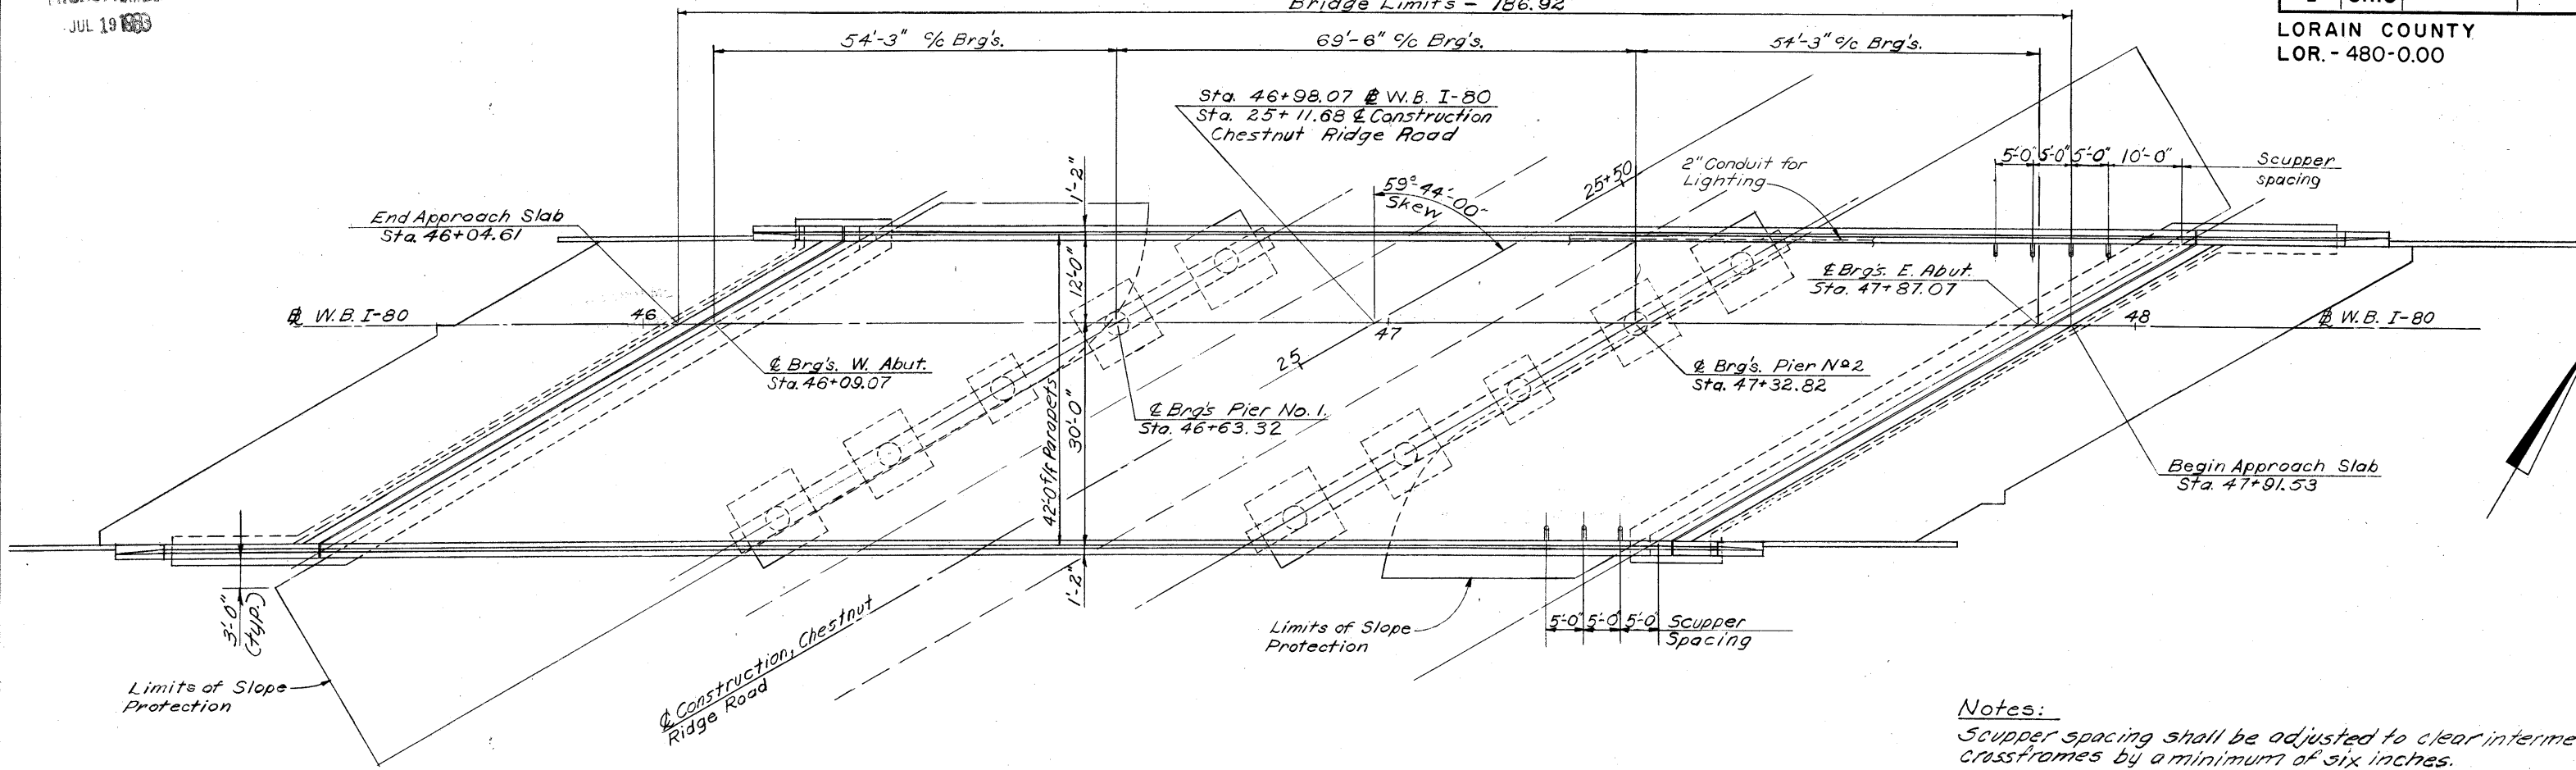 JUL 19
Bridge Limits - 186.92
OHIO
LORAIN COUNTY
LOR. - 480-0.00
54'-3" c/c Brg's.
69'-6" c/c Brg's.
54'-3" c/c Brg's.
Sta. 46+98.07 ⅊ W.B. I-80
Sta. 25+11.68 ℄ Construction
Chestnut Ridge Road
1'-2"
59°-44'-00"
Skew
25+50
2" Conduit for
Lighting
5'-0" 5'-0" 5'-0" 10'-0"
Scupper
spacing
End Approach Slab
Sta. 46+04.61
12'-0"
℄ Brg's. E. Abut.
Sta. 47+87.07
W.B. I-80
46
47
48
W.B. I-80
25
℄ Brg's. W. Abut.
Sta. 46+09.07
℄ Brg's. Pier Nº 2
Sta. 47+32.82
℄ Brg's Pier No. 1.
Sta. 46+63.32
42'-0" f/f Parapets
30'-0"
Begin Approach Slab
Sta. 47+91.53
1'-2"
3'-0"
(typ.)
Limits of Slope
Protection
℄ Construction, Chestnut
Ridge Road
Limits of Slope
Protection
5'-0" 5'-0" 5'-0" Scupper
Spacing
Notes:
Scupper spacing shall be adjusted to clear interme
crossframes by a minimum of six inches.